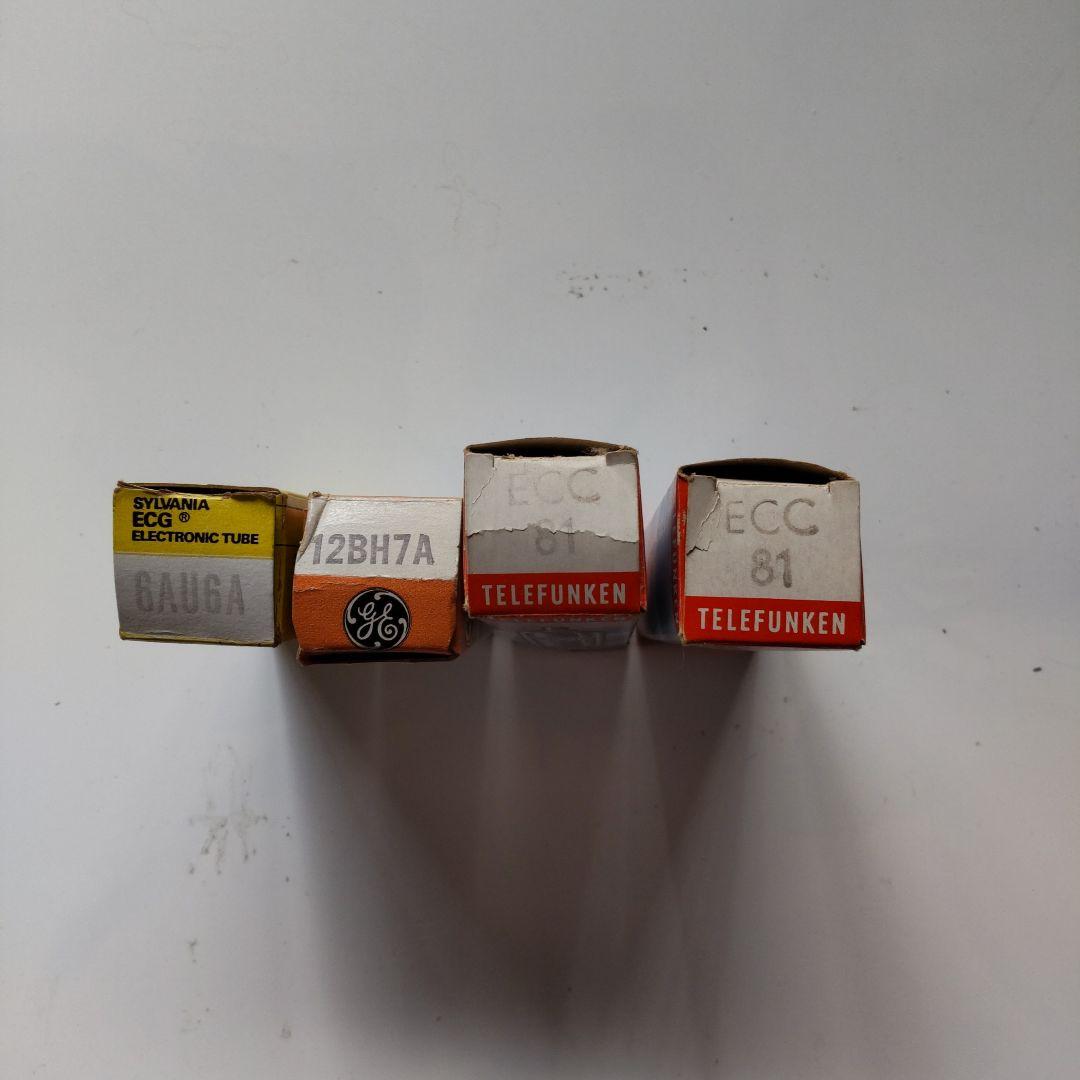 SYLVANIA
ECG ®
ELECTRONIC TUBE
6AU6A
12BH7A
GE
ECC
81
TELEFUNKEN
ECC
81
TELEFUNKEN